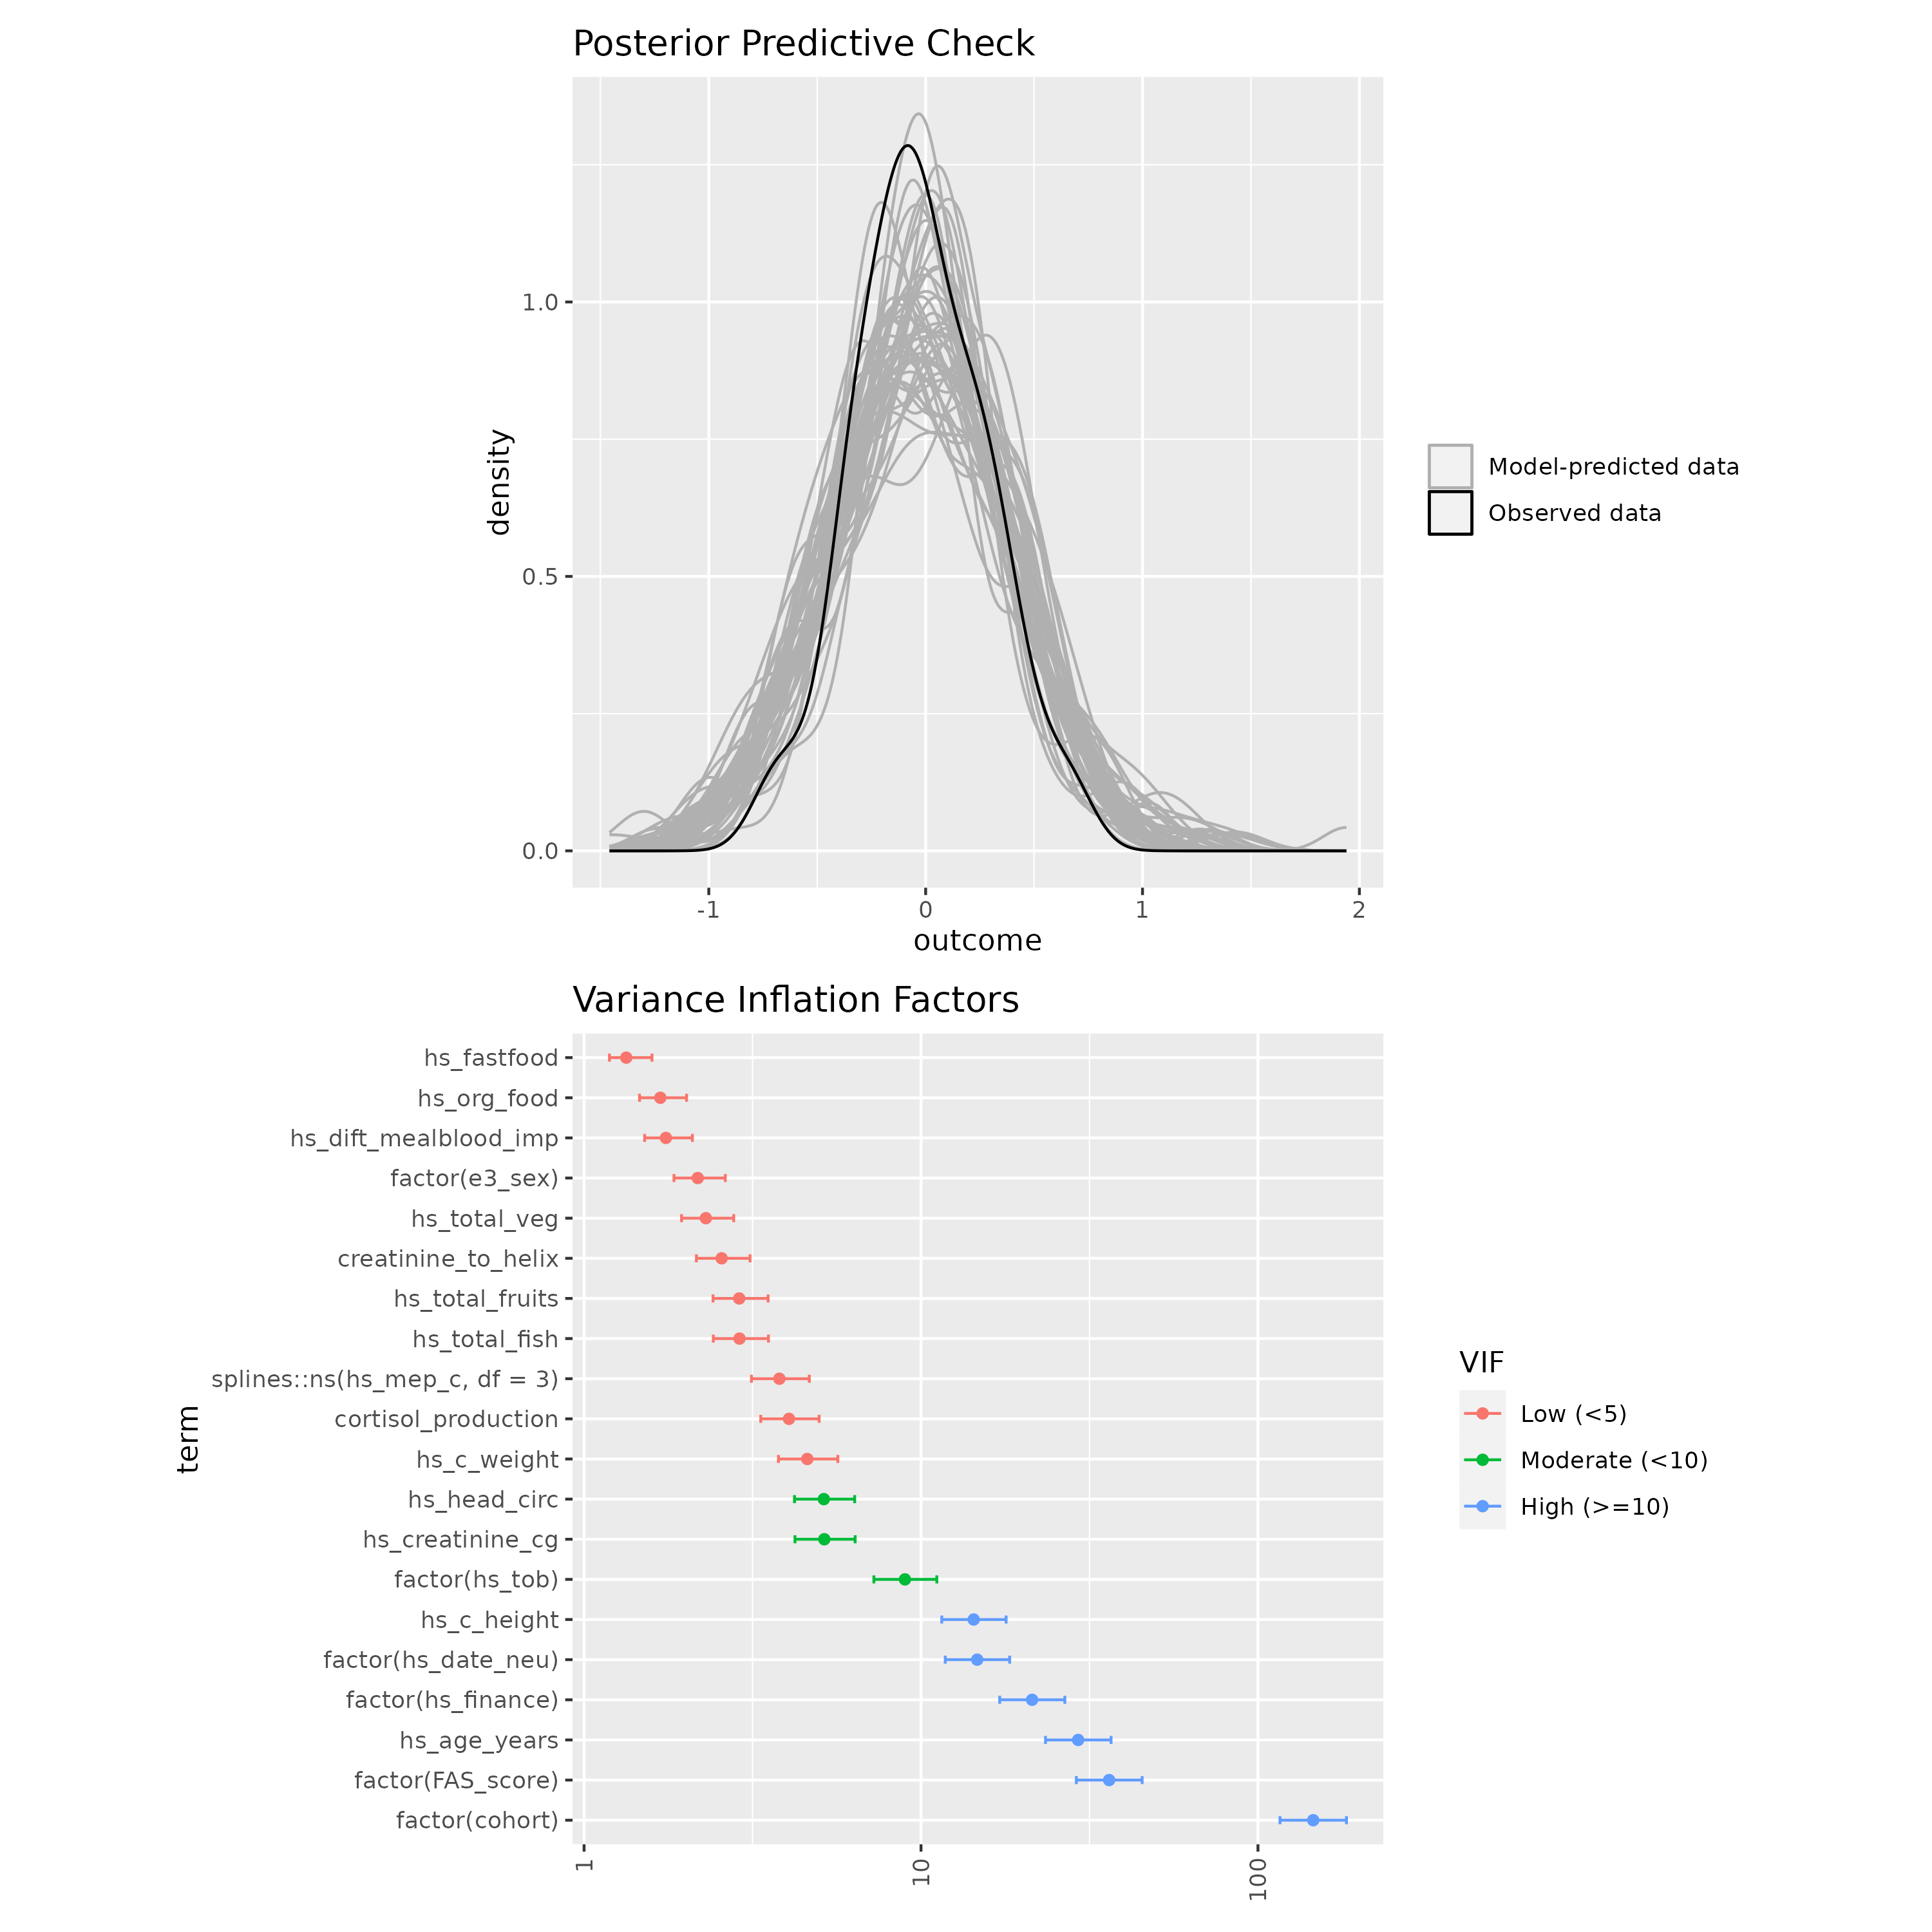 Posterior Predictive Check
density
1.0
0.5
0.0
-1 0 1 2
outcome
Model-predicted data
Observed data
Variance Inflation Factors
term
hs_fastfood
hs_org_food
hs_dift_mealblood_imp
factor(e3_sex)
hs_total_veg
creatinine_to_helix
hs_total_fruits
hs_total_fish
splines::ns(hs_mep_c, df = 3)
cortisol_production
hs_c_weight
hs_head_circ
hs_creatinine_cg
factor(hs_tob)
hs_c_height
factor(hs_date_neu)
factor(hs_finance)
hs_age_years
factor(FAS_score)
factor(cohort)
1 10 100
VIF
Low (<5)
Moderate (<10)
High (>=10)